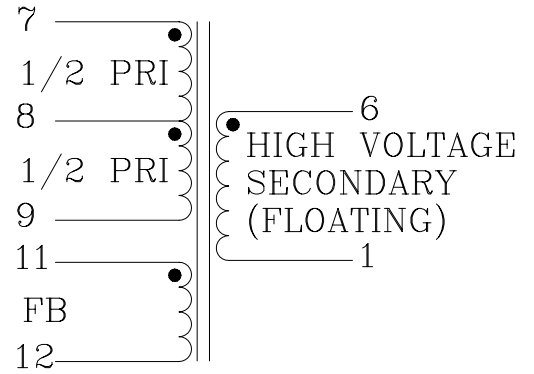 7
1/2 PRI
8
1/2 PRI
9
11
FB
12
6
HIGH VOLTAGE
SECONDARY
(FLOATING)
1